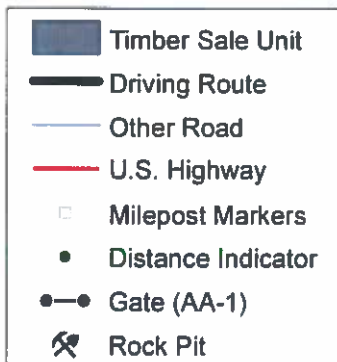 Timber Sale Unit
Driving Route
Other Road
U.S. Highway
Milepost Markers
Distance Indicator
Gate (AA-1)
Rock Pit